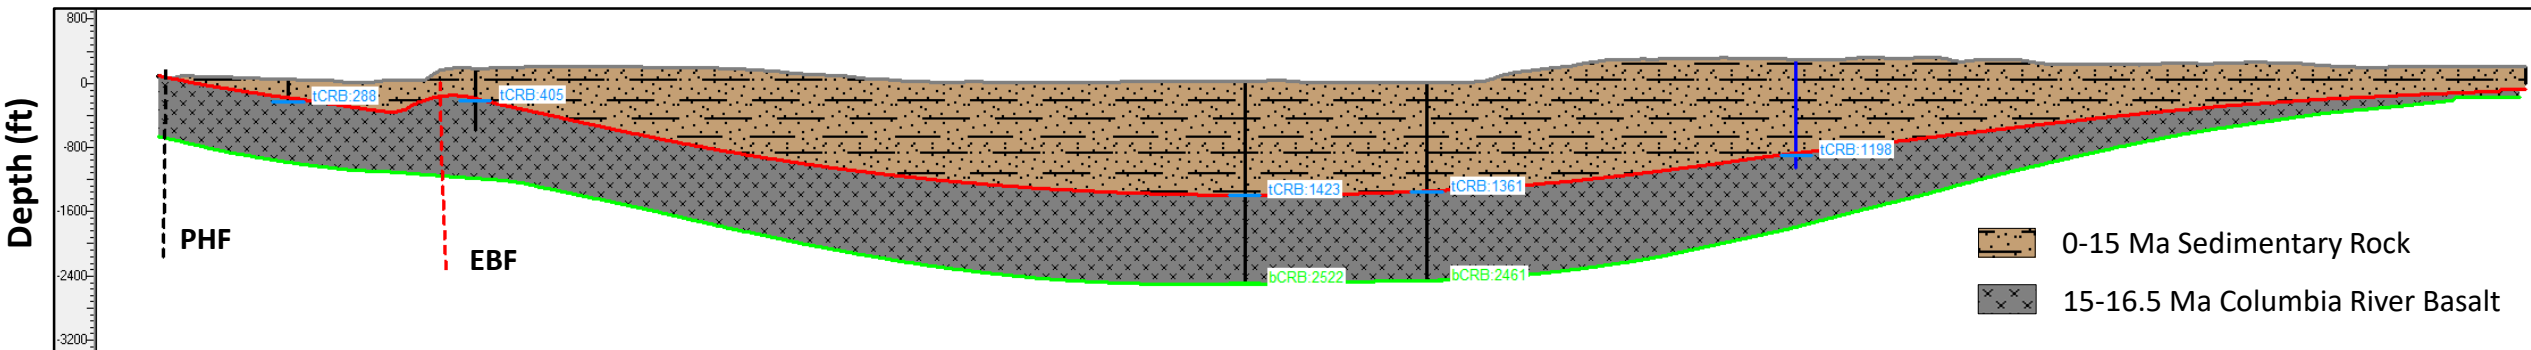 Depth (ft)
800
0
-800
-1600
-2400
-3200
tCRB:288
tCRB:405
tCRB:1423
tCRB:1361
tCRB:1198
bCRB:2522
bCRB:2461
PHF
EBF
0-15 Ma Sedimentary Rock
15-16.5 Ma Columbia River Basalt